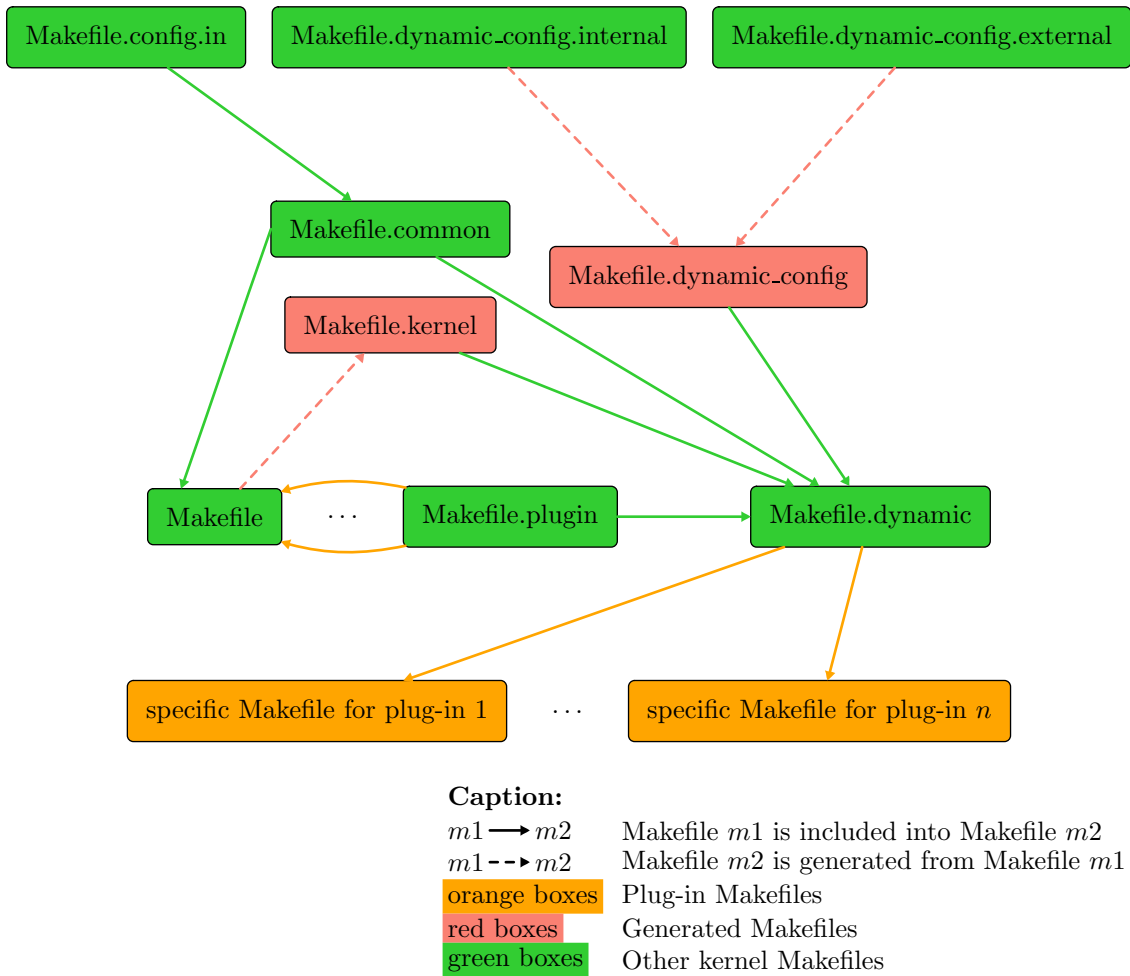 Makefile.config.in
Makefile.dynamic_config.internal
Makefile.dynamic_config.external
Makefile.common
Makefile.dynamic_config
Makefile.kernel
Makefile
...
Makefile.plugin
Makefile.dynamic
specific Makefile for plug-in 1
...
specific Makefile for plug-in n
Caption:
m1 m2 Makefile m1 is included into Makefile m2
m1 m2 Makefile m2 is generated from Makefile m1
orange boxes Plug-in Makefiles
red boxes Generated Makefiles
green boxes Other kernel Makefiles